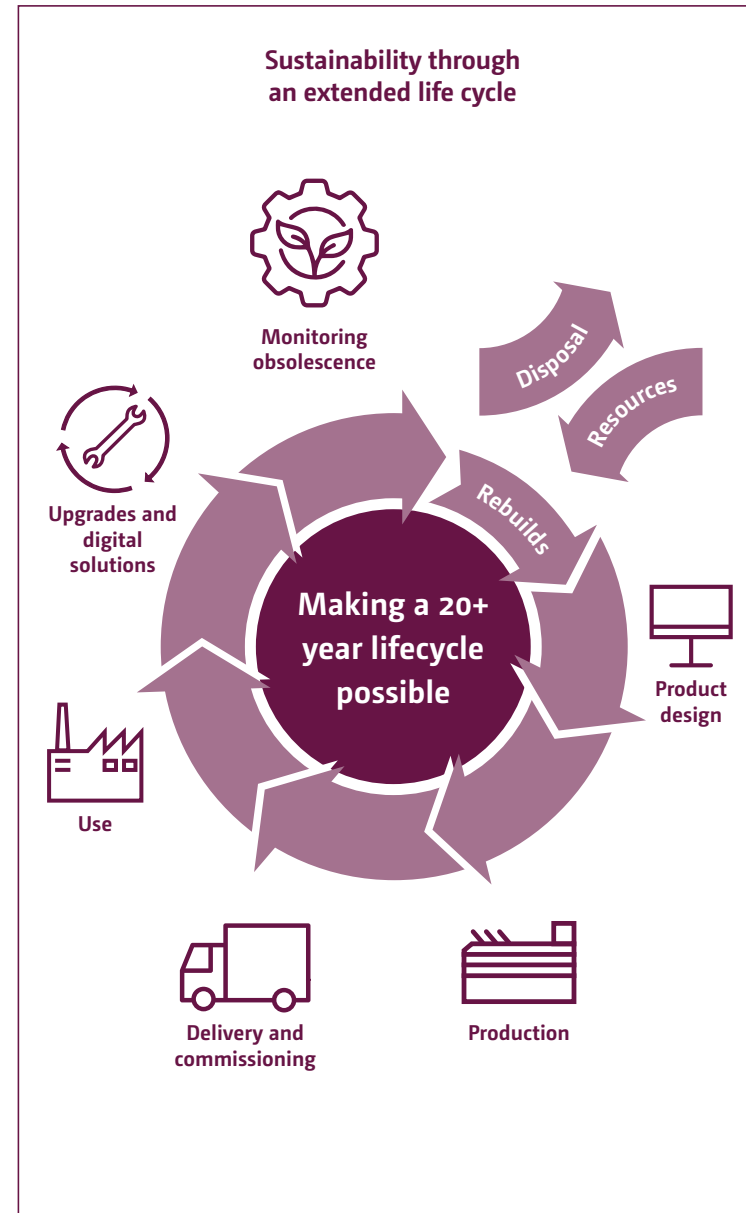 Sustainability through
an extended life cycle
Monitoring
obsolescence
Disposal
Resources
Rebuilds
Upgrades and
digital
solutions
Making a 20+
year lifecycle
possible
Product
design
Use
Delivery and
commissioning
Production